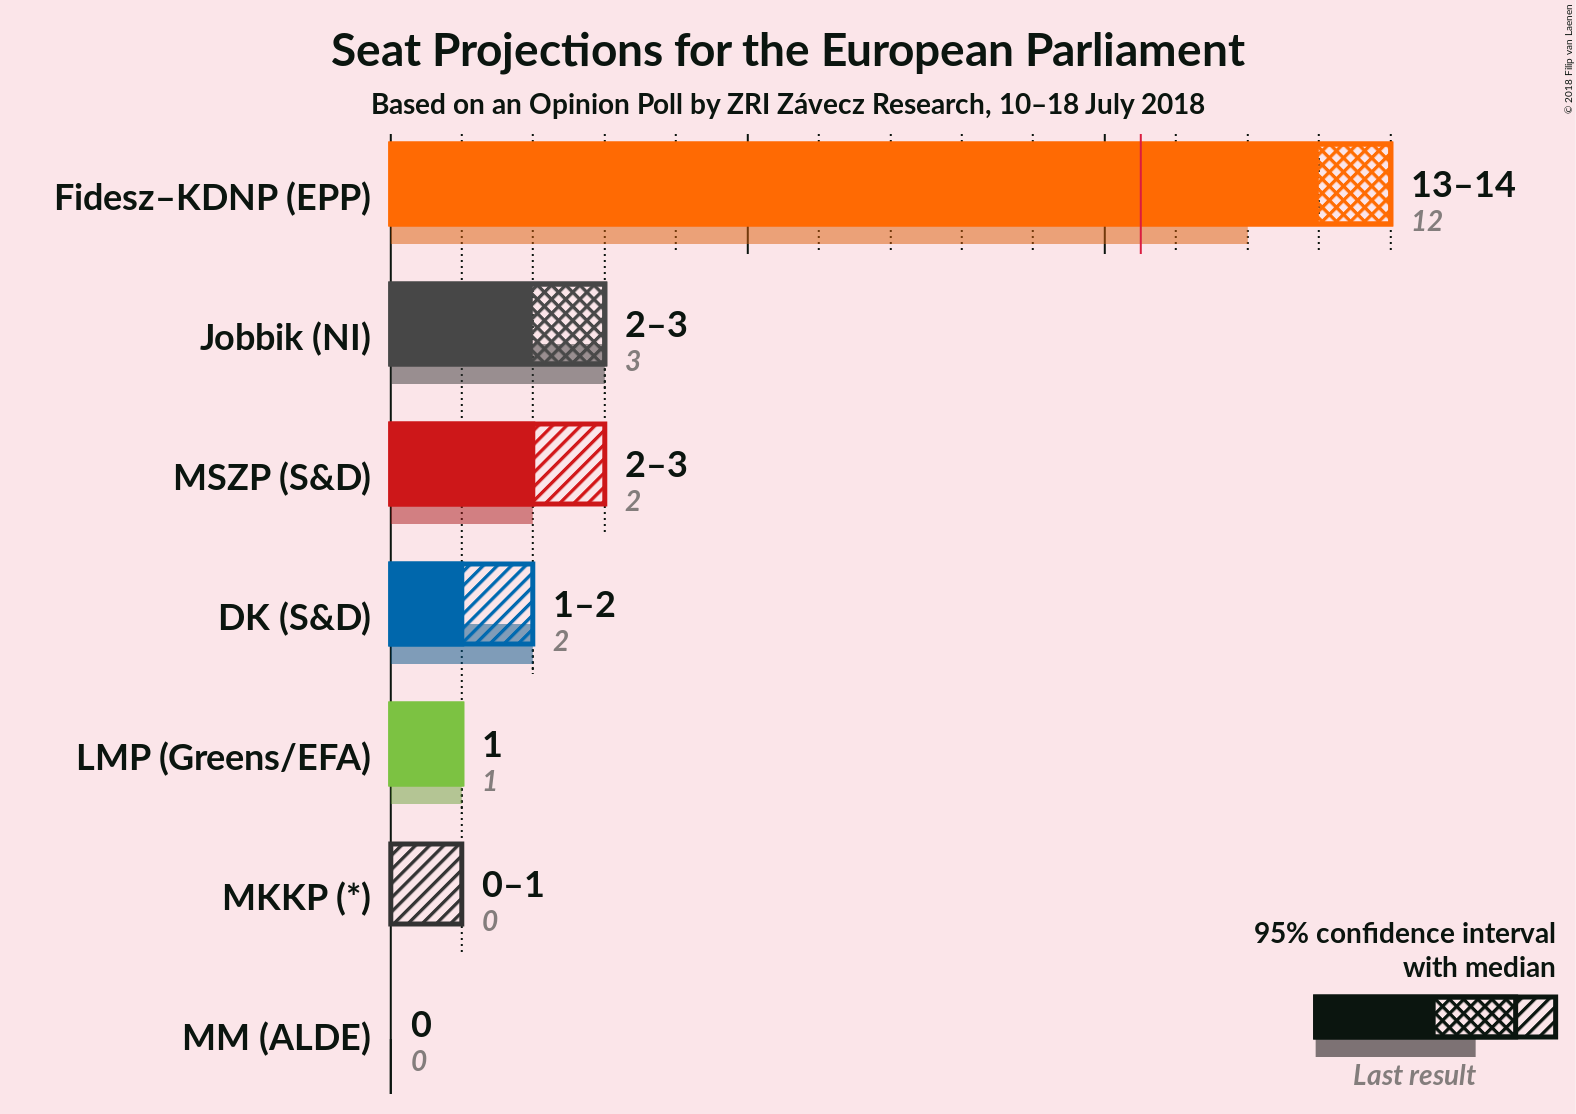 Seat Projections for the European Parliament
Based on an Opinion Poll by ZRI Závecz Research, 10–18 July 2018
© 2018 Filip van Laenen
Fidesz–KDNP (EPP)
13–14
12
Jobbik (NI)
2–3
3
MSZP (S&D)
2–3
2
DK (S&D)
1–2
2
LMP (Greens/EFA)
1
1
MKKP (*)
0–1
0
MM (ALDE)
0
0
95% confidence interval
with median
Last result